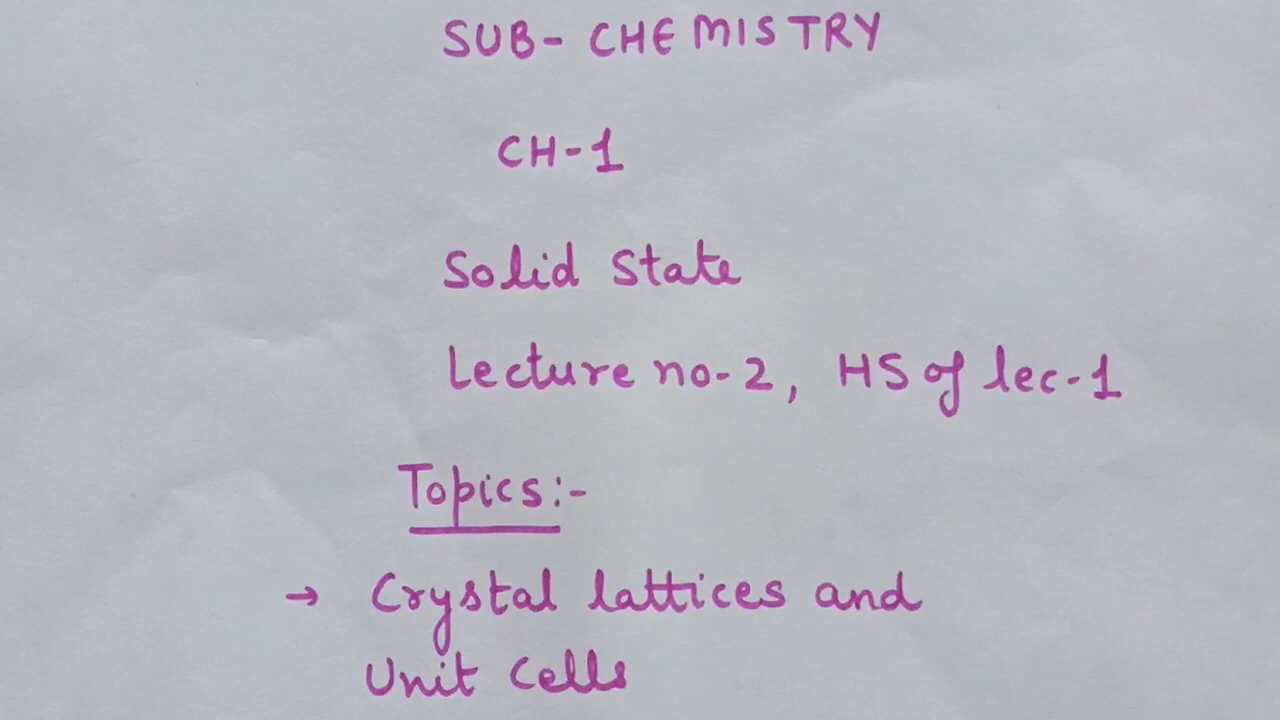 SUB- CHEMISTRY
CH-1
Solid State
Lecture no-2, HS of lec-1
Topics:-
→ Crystal lattices and
Unit Cells